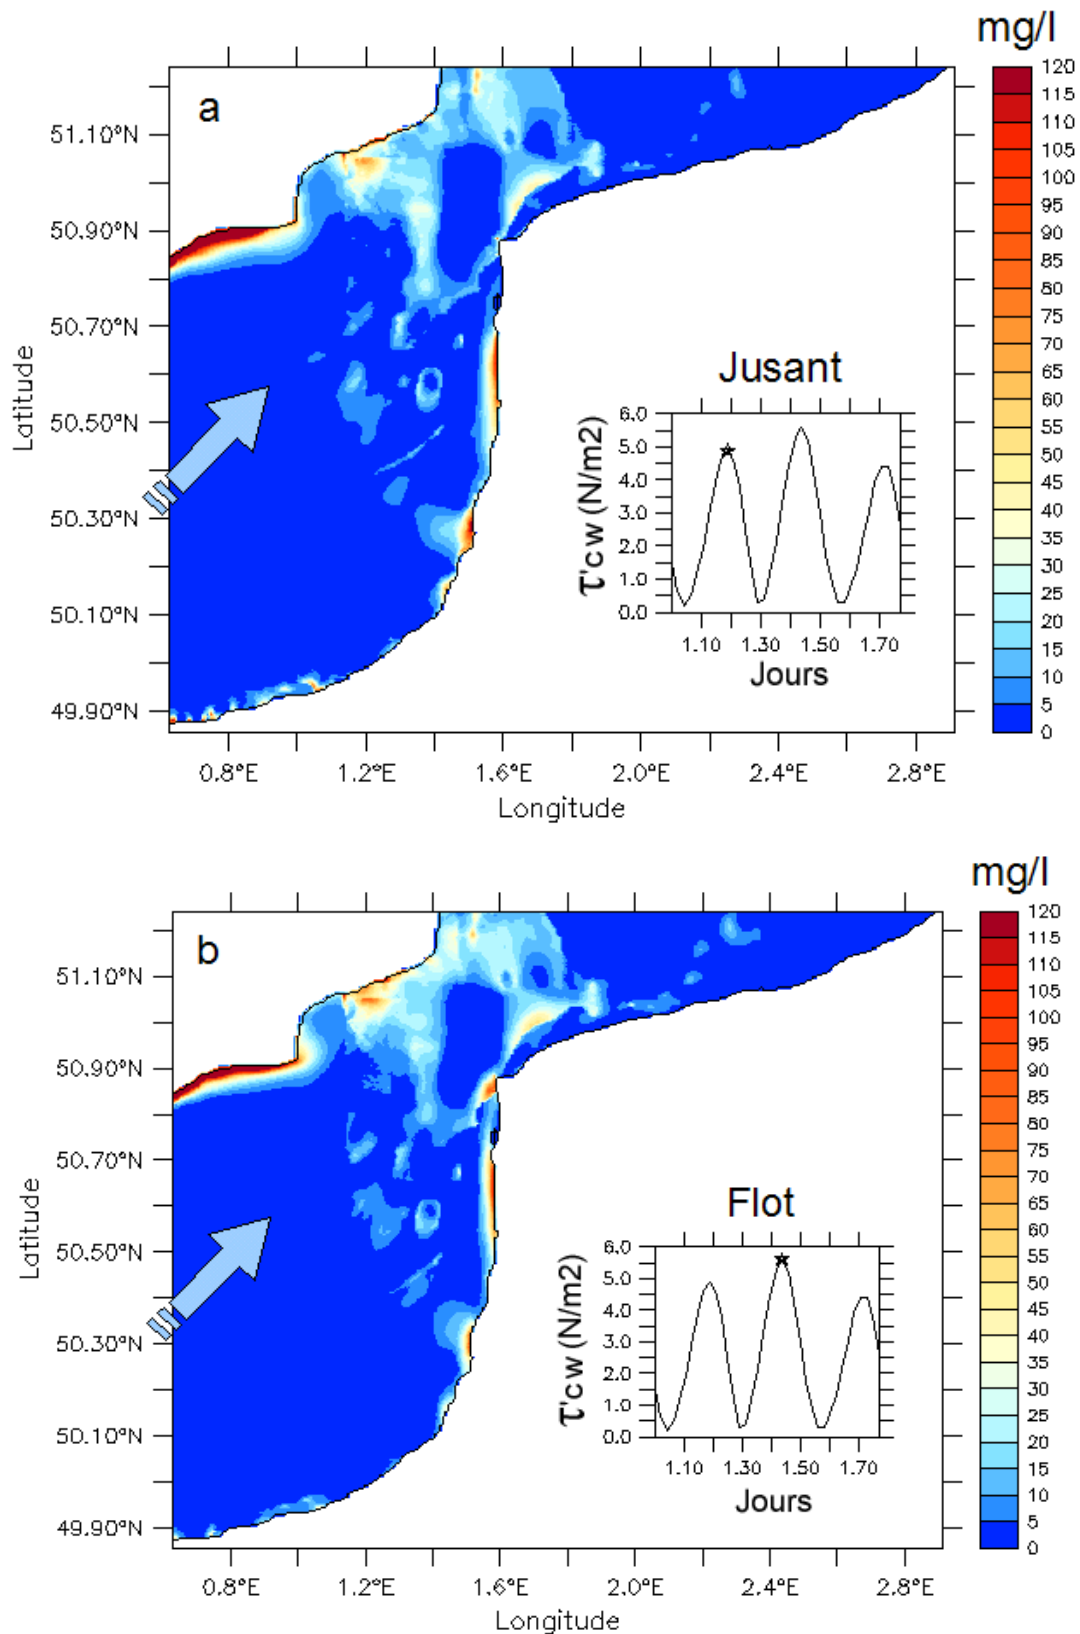 mg/l
a
120
115
110
105
100
95
90
85
80
75
70
65
60
55
50
45
40
35
30
25
20
15
10
5
0
51.10°N
50.90°N
50.70°N
50.50°N
50.30°N
50.10°N
49.90°N
Latitude
Jusant
τ'cw (N/m2)
6.0
5.0
4.0
3.0
2.0
1.0
0.0
1.10 1.30 1.50 1.70
Jours
0.8°E 1.2°E 1.6°E 2.0°E 2.4°E 2.8°E
Longitude
mg/l
b
120
115
110
105
100
95
90
85
80
75
70
65
60
55
50
45
40
35
30
25
20
15
10
5
0
51.10°N
50.90°N
50.70°N
50.50°N
50.30°N
50.10°N
49.90°N
Latitude
Flot
τ'cw (N/m2)
6.0
5.0
4.0
3.0
2.0
1.0
0.0
1.10 1.30 1.50 1.70
Jours
0.8°E 1.2°E 1.6°E 2.0°E 2.4°E 2.8°E
Longitude